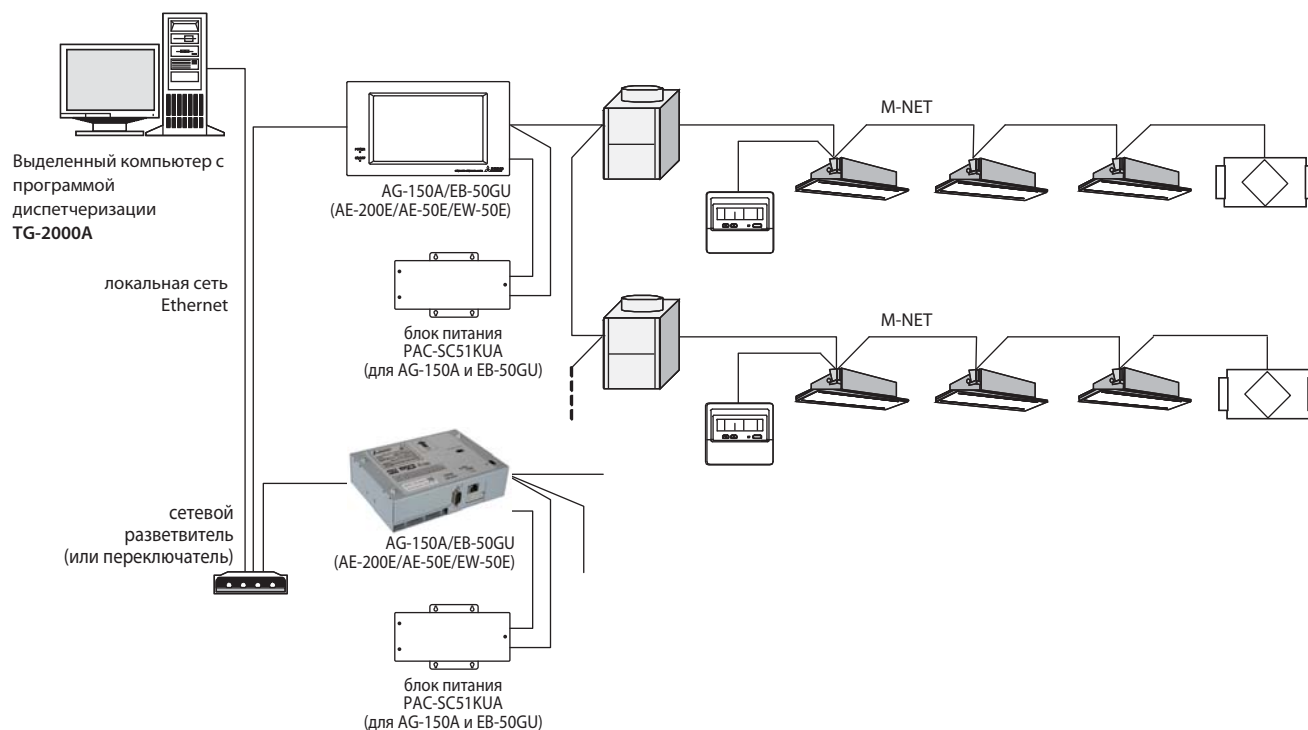 Выделенный компьютер с
программой
диспетчеризации
TG-2000A
локальная сеть
Ethernet
AG-150A/EB-50GU
(AE-200E/AE-50E/EW-50E)
блок питания
PAC-SC51KUA
(для AG-150A и EB-50GU)
M-NET
M-NET
сетевой
разветвитель
(или переключатель)
AG-150A/EB-50GU
(AE-200E/AE-50E/EW-50E)
блок питания
PAC-SC51KUA
(для AG-150A и EB-50GU)